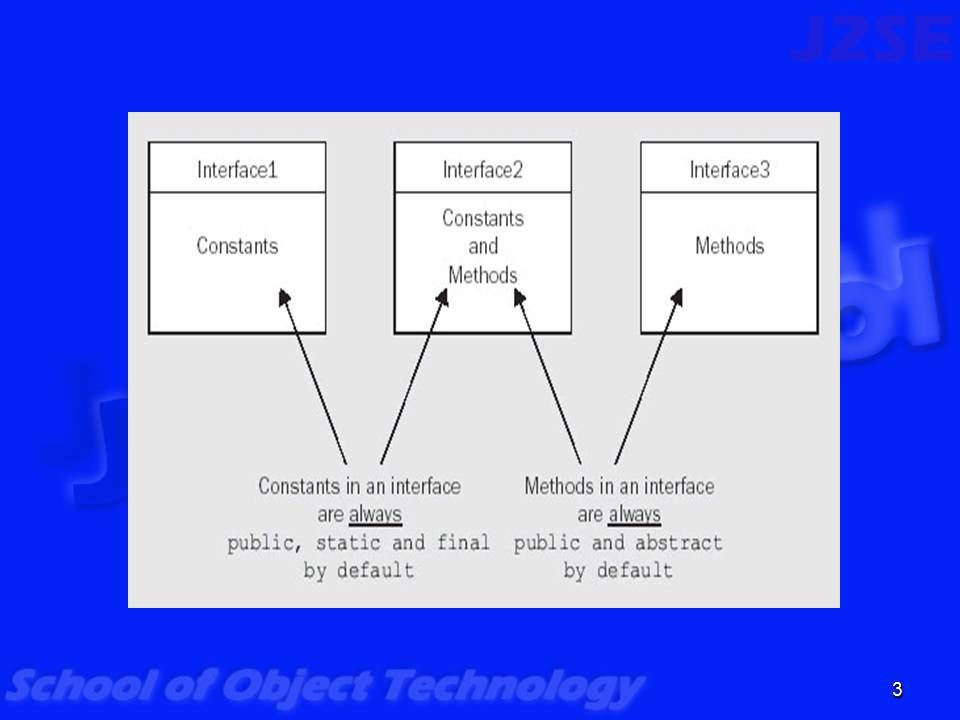 J2SE
Interface1
Constants
Interface2
Constants
and
Methods
Interface3
Methods
Constants in an interface
are always
public, static and final
by default
Methods in an interface
are always
public and abstract
by default
School of Object Technology
3